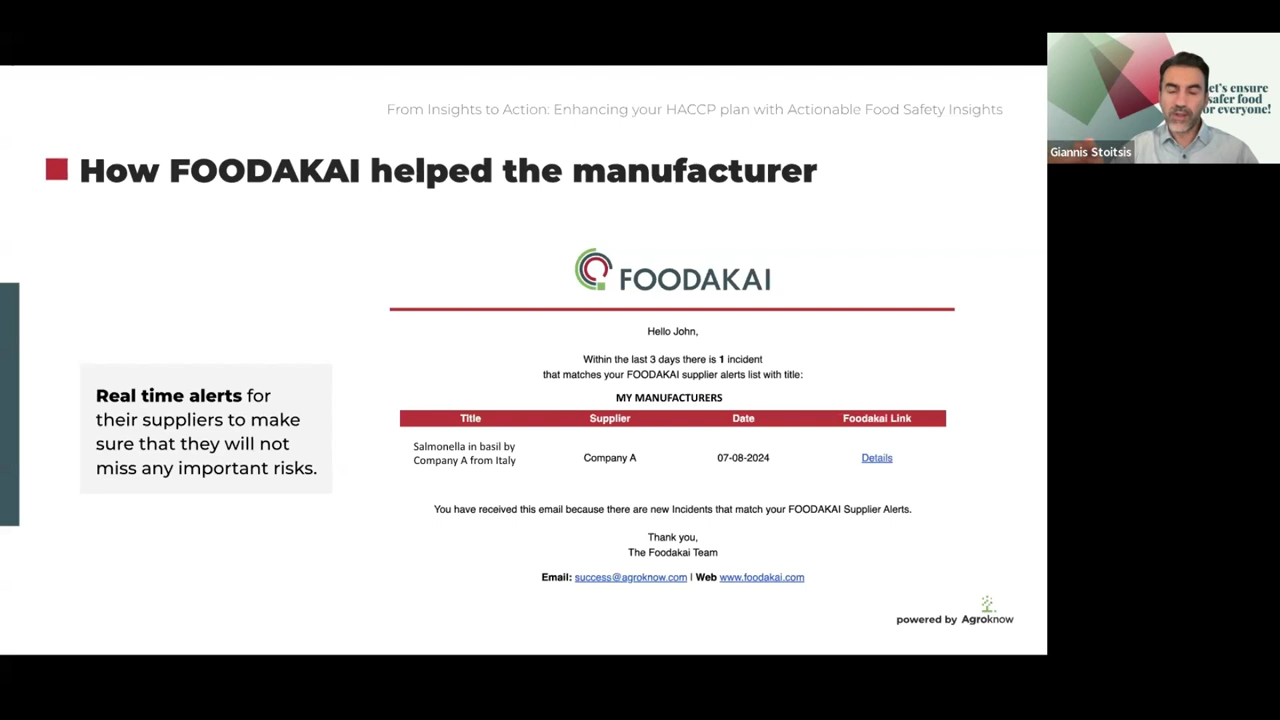 From Insights to Action: Enhancing your HACCP plan with Actionable Food Safety Insights
How FOODAKAI helped the manufacturer
FOODAKAI
Hello John,
Within the last 3 days there is 1 incident
that matches your FOODAKAI supplier alerts list with title:
MY MANUFACTURERS
Title Supplier Date Foodakai Link
Salmonella in basil by
Company A from Italy
Company A 07-08-2024 Details
You have received this email because there are new Incidents that match your FOODAKAI Supplier Alerts.
Thank you,
The Foodakai Team
Email: success@agroknow.com | Web www.foodakai.com
Real time alerts for
their suppliers to make
sure that they will not
miss any important risks.
powered by Agroknow
let's ensure
safer food
for everyone!
Giannis Stoitsis